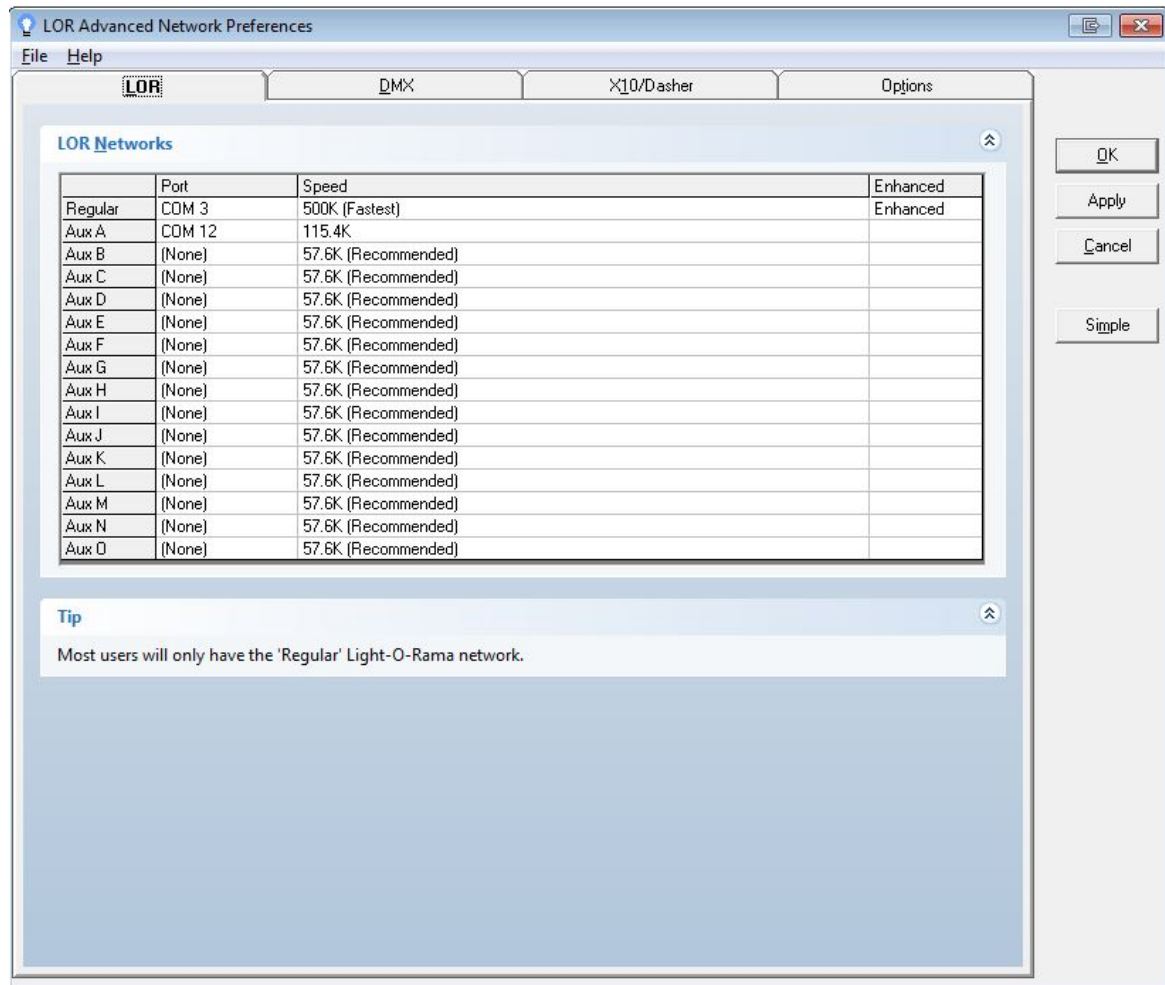 LOR Advanced Network Preferences
File Help
LOR DMX X10/Dasher Options
LOR Networks
OK
Apply
Cancel
Simple
Port Speed Enhanced
Regular COM 3 500K (Fastest) Enhanced
Aux A COM 12 115.4K
Aux B (None) 57.6K (Recommended)
Aux C (None) 57.6K (Recommended)
Aux D (None) 57.6K (Recommended)
Aux E (None) 57.6K (Recommended)
Aux F (None) 57.6K (Recommended)
Aux G (None) 57.6K (Recommended)
Aux H (None) 57.6K (Recommended)
Aux I (None) 57.6K (Recommended)
Aux J (None) 57.6K (Recommended)
Aux K (None) 57.6K (Recommended)
Aux L (None) 57.6K (Recommended)
Aux M (None) 57.6K (Recommended)
Aux N (None) 57.6K (Recommended)
Aux O (None) 57.6K (Recommended)
Tip
Most users will only have the 'Regular' Light-O-Rama network.